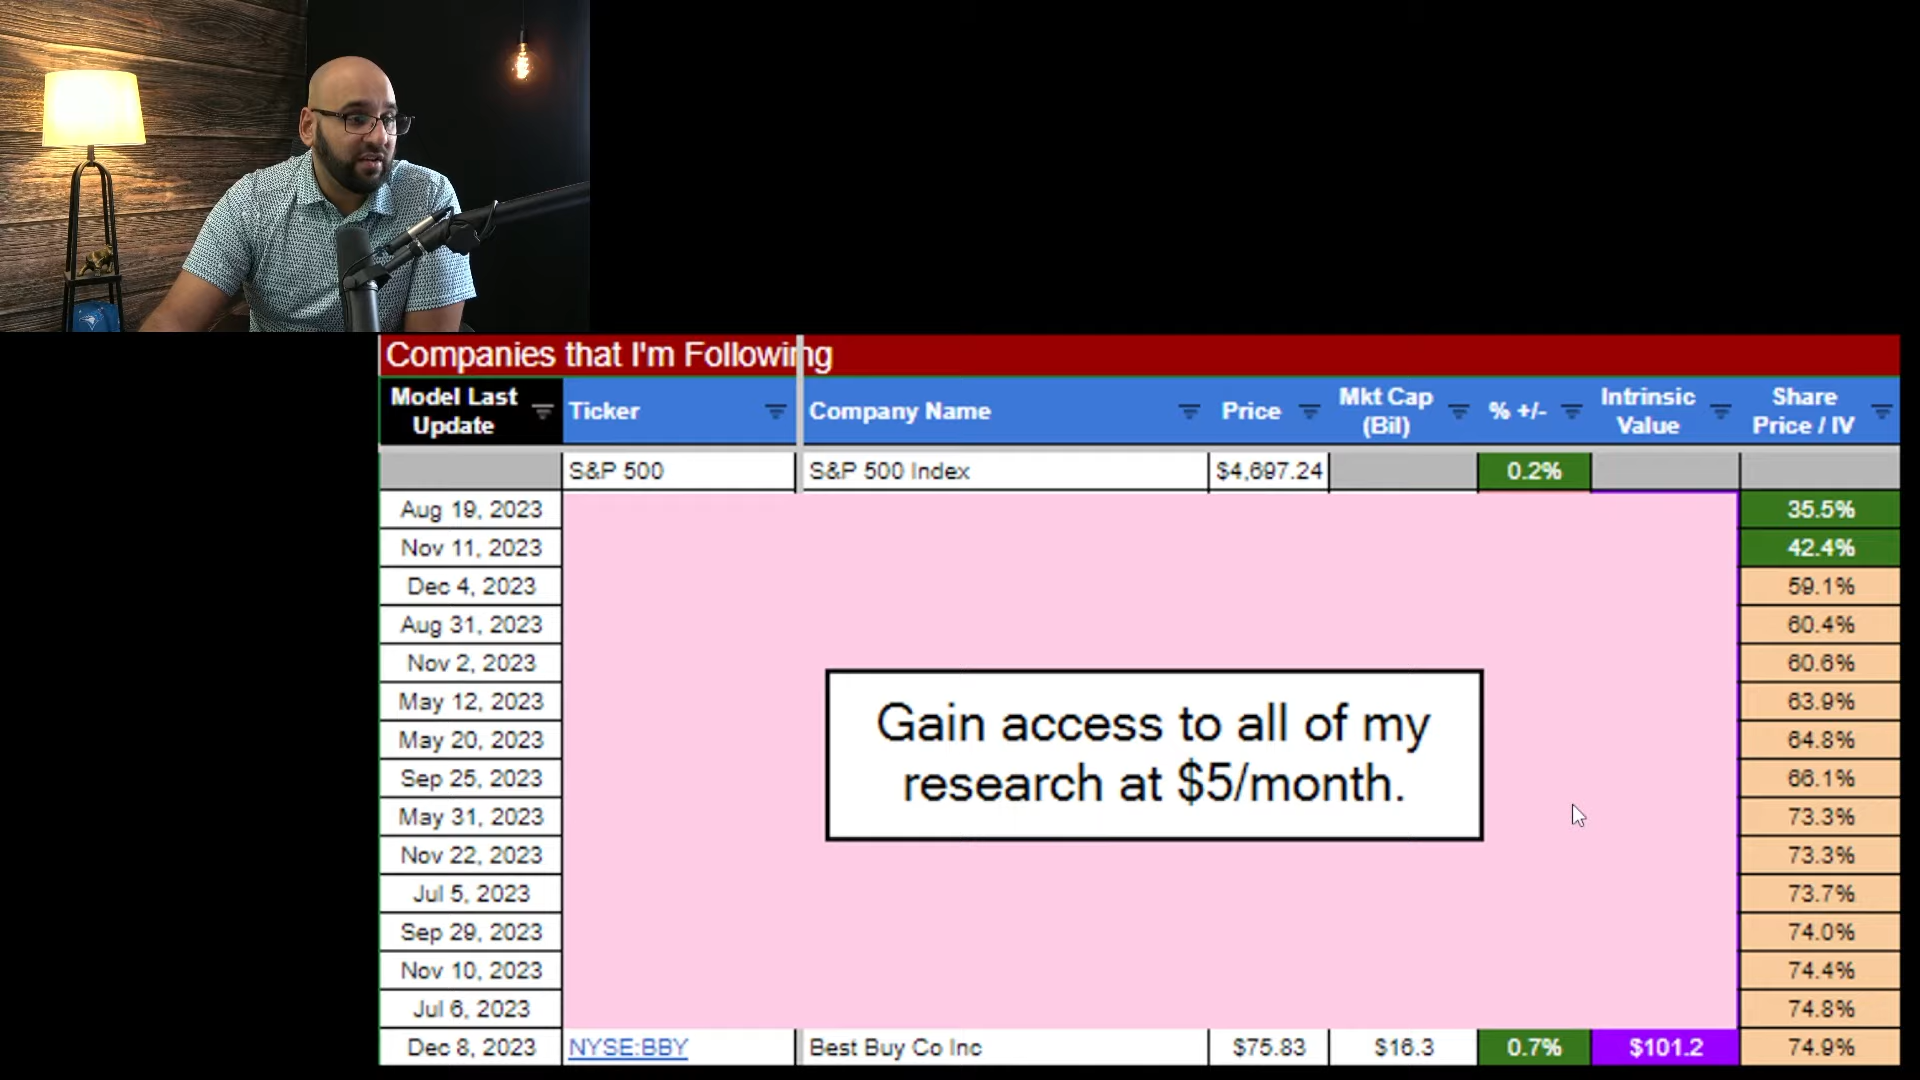 Companies that I'm Following
Model Last Update Ticker Company Name Price Mkt Cap (Bil) % +/- Intrinsic Value Share Price / IV
S&P 500 S&P 500 Index $4,697.24 0.2%
Aug 19, 2023 35.5%
Nov 11, 2023 42.4%
Dec 4, 2023 59.1%
Aug 31, 2023 60.4%
Nov 2, 2023 60.6%
May 12, 2023 63.9%
May 20, 2023 64.8%
Sep 25, 2023 66.1%
May 31, 2023 73.3%
Nov 22, 2023 73.3%
Jul 5, 2023 73.7%
Sep 29, 2023 74.0%
Nov 10, 2023 74.4%
Jul 6, 2023 74.8%
Gain access to all of my
research at $5/month.
Dec 8, 2023 NYSE:BBY Best Buy Co Inc $75.83 $16.3 0.7% $101.2 74.9%